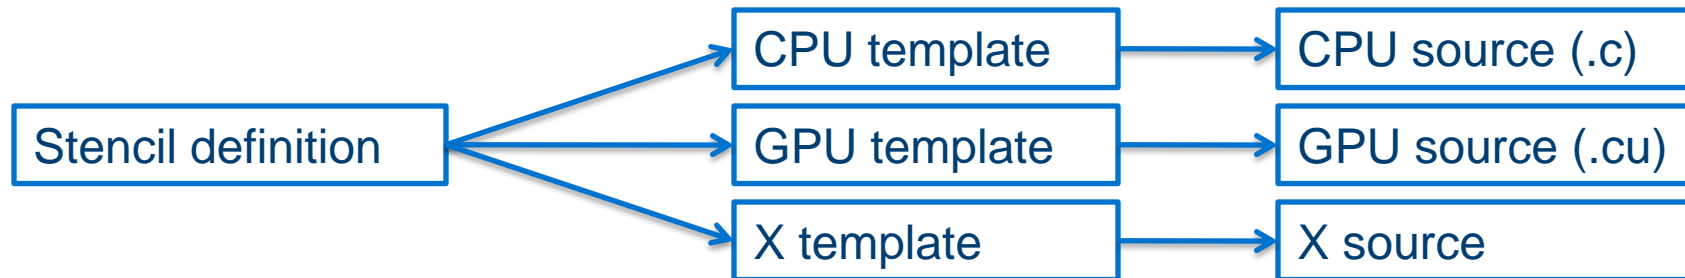 CPU template
CPU source (.c)
Stencil definition
GPU template
GPU source (.cu)
X template
X source